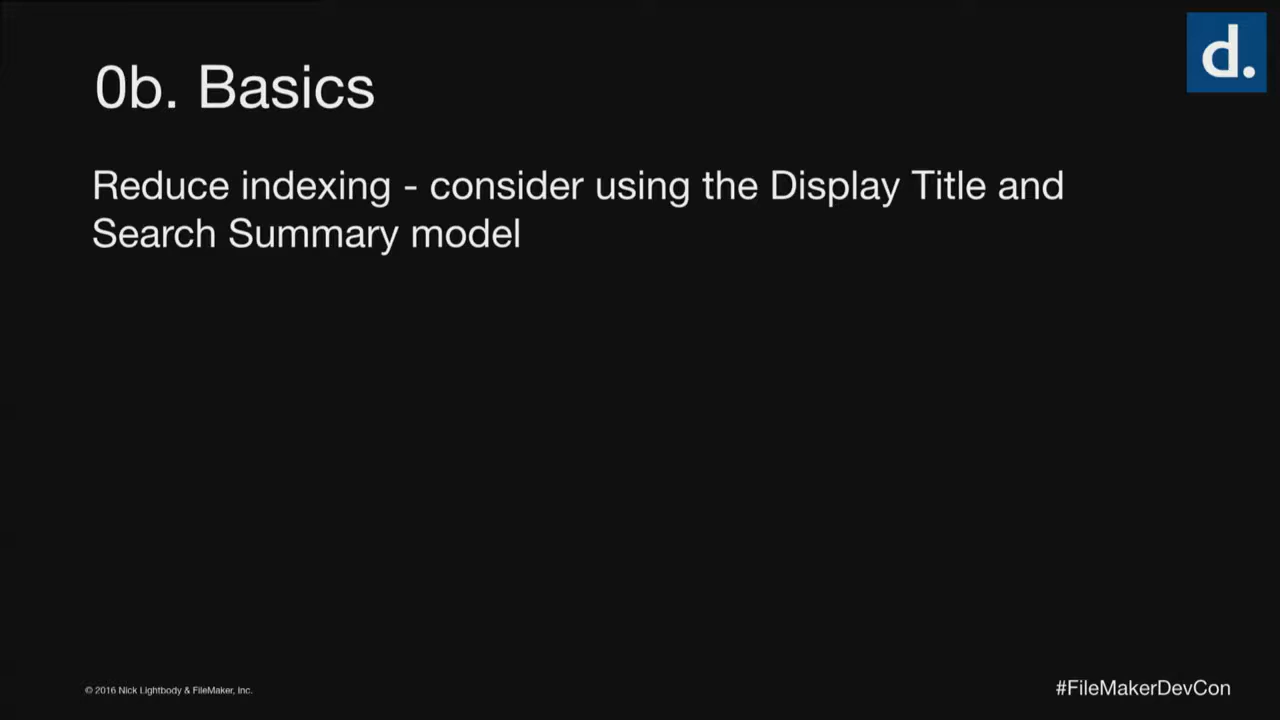 d.
0b. Basics
Reduce indexing - consider using the Display Title and
Search Summary model
© 2016 Nick Lightbody & FileMaker, Inc.
#FileMakerDevCon